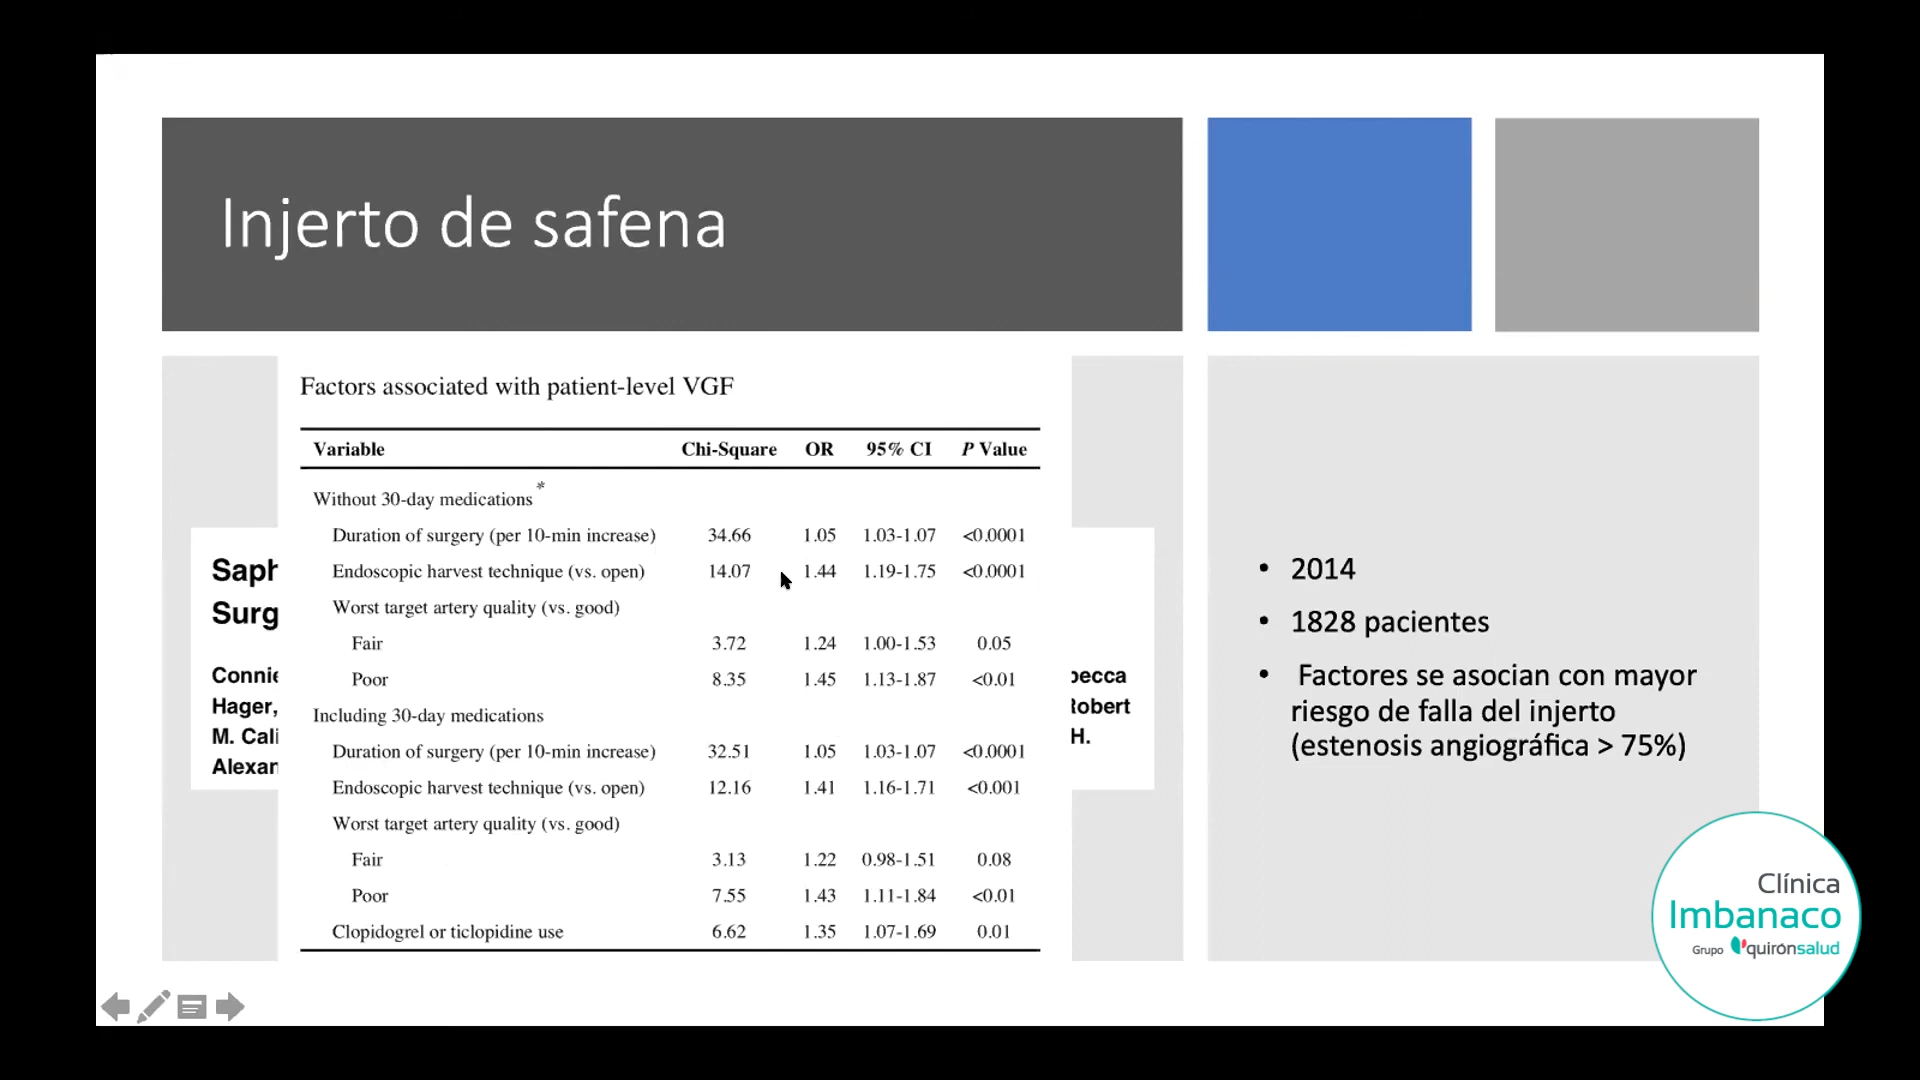 Injerto de safena
Factors associated with patient-level VGF
Variable Chi-Square OR 95% CI P Value
Without 30-day medications*
Duration of surgery (per 10-min increase) 34.66 1.05 1.03-1.07 <0.0001
Endoscopic harvest technique (vs. open) 14.07 1.44 1.19-1.75 <0.0001
Worst target artery quality (vs. good)
Fair 3.72 1.24 1.00-1.53 0.05
Poor 8.35 1.45 1.13-1.87 <0.01
Including 30-day medications
Duration of surgery (per 10-min increase) 32.51 1.05 1.03-1.07 <0.0001
Endoscopic harvest technique (vs. open) 12.16 1.41 1.16-1.71 <0.001
Worst target artery quality (vs. good)
Fair 3.13 1.22 0.98-1.51 0.08
Poor 7.55 1.43 1.11-1.84 <0.01
Clopidogrel or ticlopidine use 6.62 1.35 1.07-1.69 0.01
Saph
Surg
Connie
Hager,
M. Cali
Alexan
becca
Robert
H.
• 2014
• 1828 pacientes
• Factores se asocian con mayor
riesgo de falla del injerto
(estenosis angiográfica > 75%)
Clínica
Imbanaco
Grupo quirónsalud